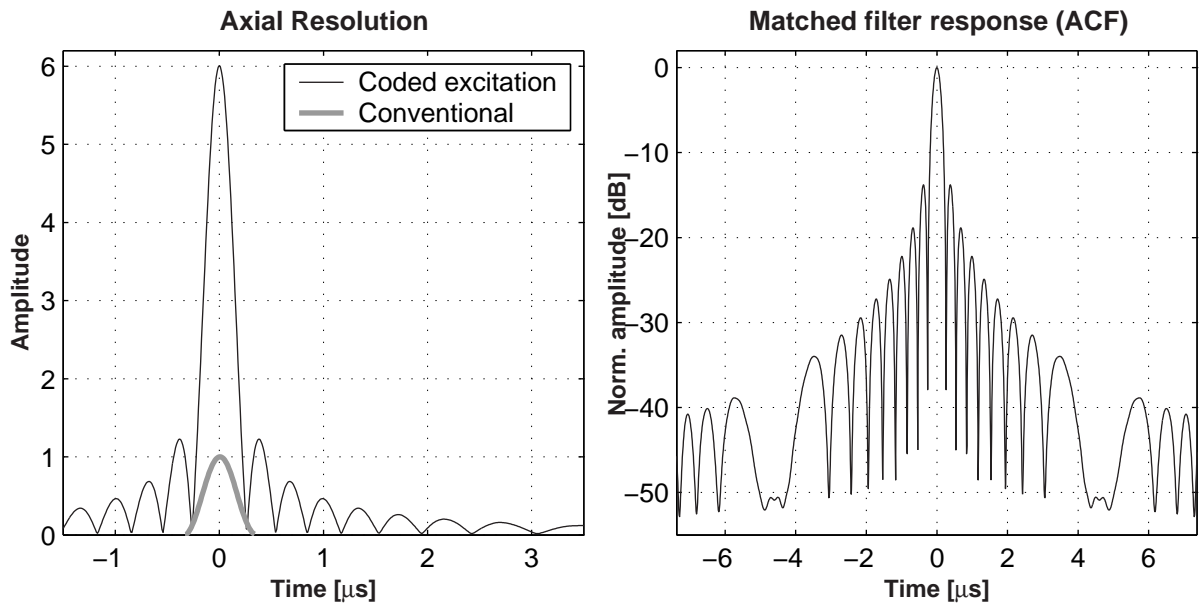 Axial Resolution
Amplitude
6
5
4
3
2
1
0
Coded excitation
Conventional
−1 0 1 2 3
Time [μs]
Matched filter response (ACF)
Norm. amplitude [dB]
0
−10
−20
−30
−40
−50
−6 −4 −2 0 2 4 6
Time [μs]